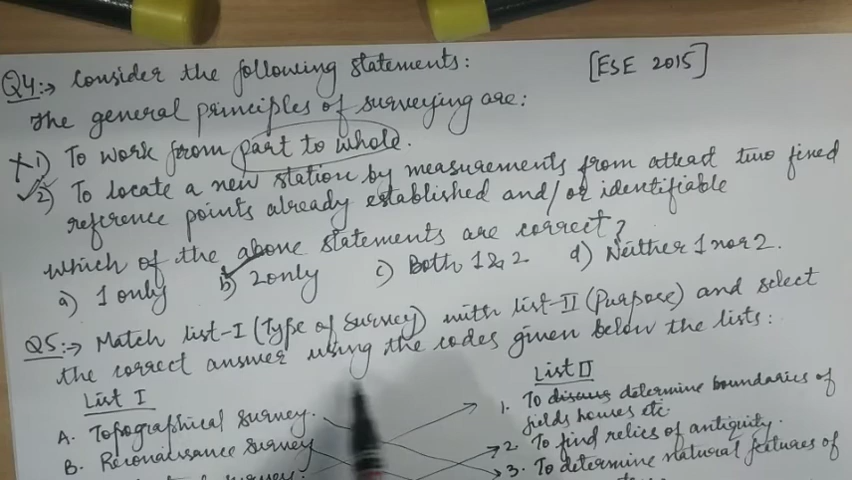 Q4:→ Consider the following statements: [ESE 2015]
The general principles of surveying are:
1) To work from part to whole.
2) To locate a new station by measurements from atleast two fixed
reference points already established and/or identifiable
which of the above statements are correct?
a) 1 only b) 2 only c) Both 1 & 2 d) Neither 1 nor 2.
Q5:→ Match list-I (Type of Survey) with list-II (Purpose) and select
the correct answer using the codes given below the lists:
List I
List II
A. Topographical Survey.
B. Reconaissance Survey
1. To discuss determine boundaries of
fields houses etc.
2. To find relics of antiquity.
3. To determine natural features of